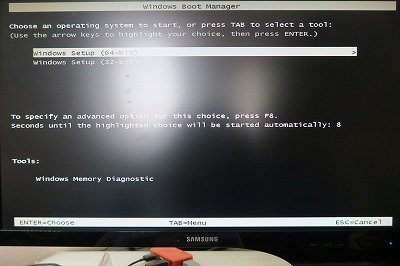 Windows Boot Manager
Choose an operating system to start, or press TAB to select a tool:
(Use the arrow keys to highlight your choice, then press ENTER.)
Windows Setup (64-bit) >
Windows Setup (32-bit)
To specify an advanced option for this choice, press F8.
Seconds until the highlighted choice will be started automatically: 8
Tools:
Windows Memory Diagnostic
ENTER=Choose TAB=Menu ESC=Cancel
SAMSUNG